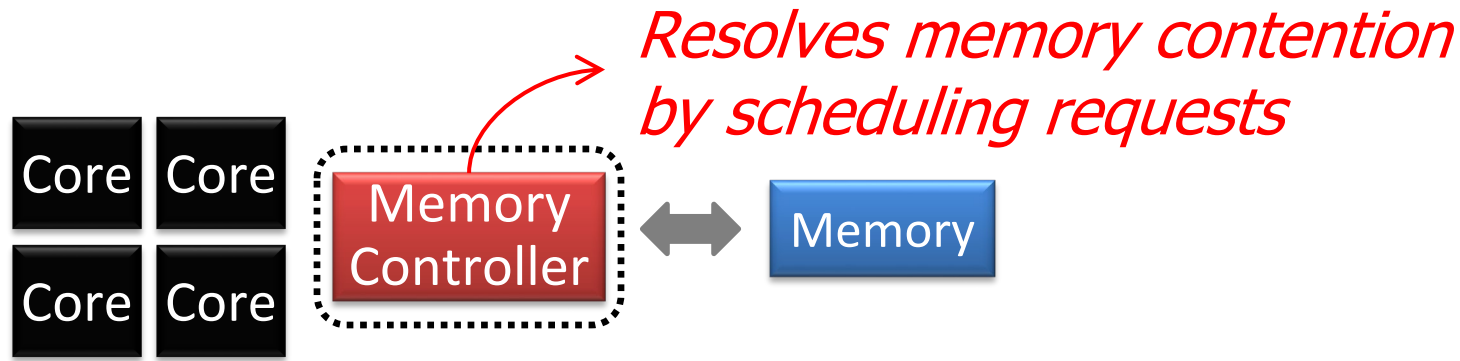 Resolves memory contention
by scheduling requests
Core Core
Core Core
Memory
Controller
Memory